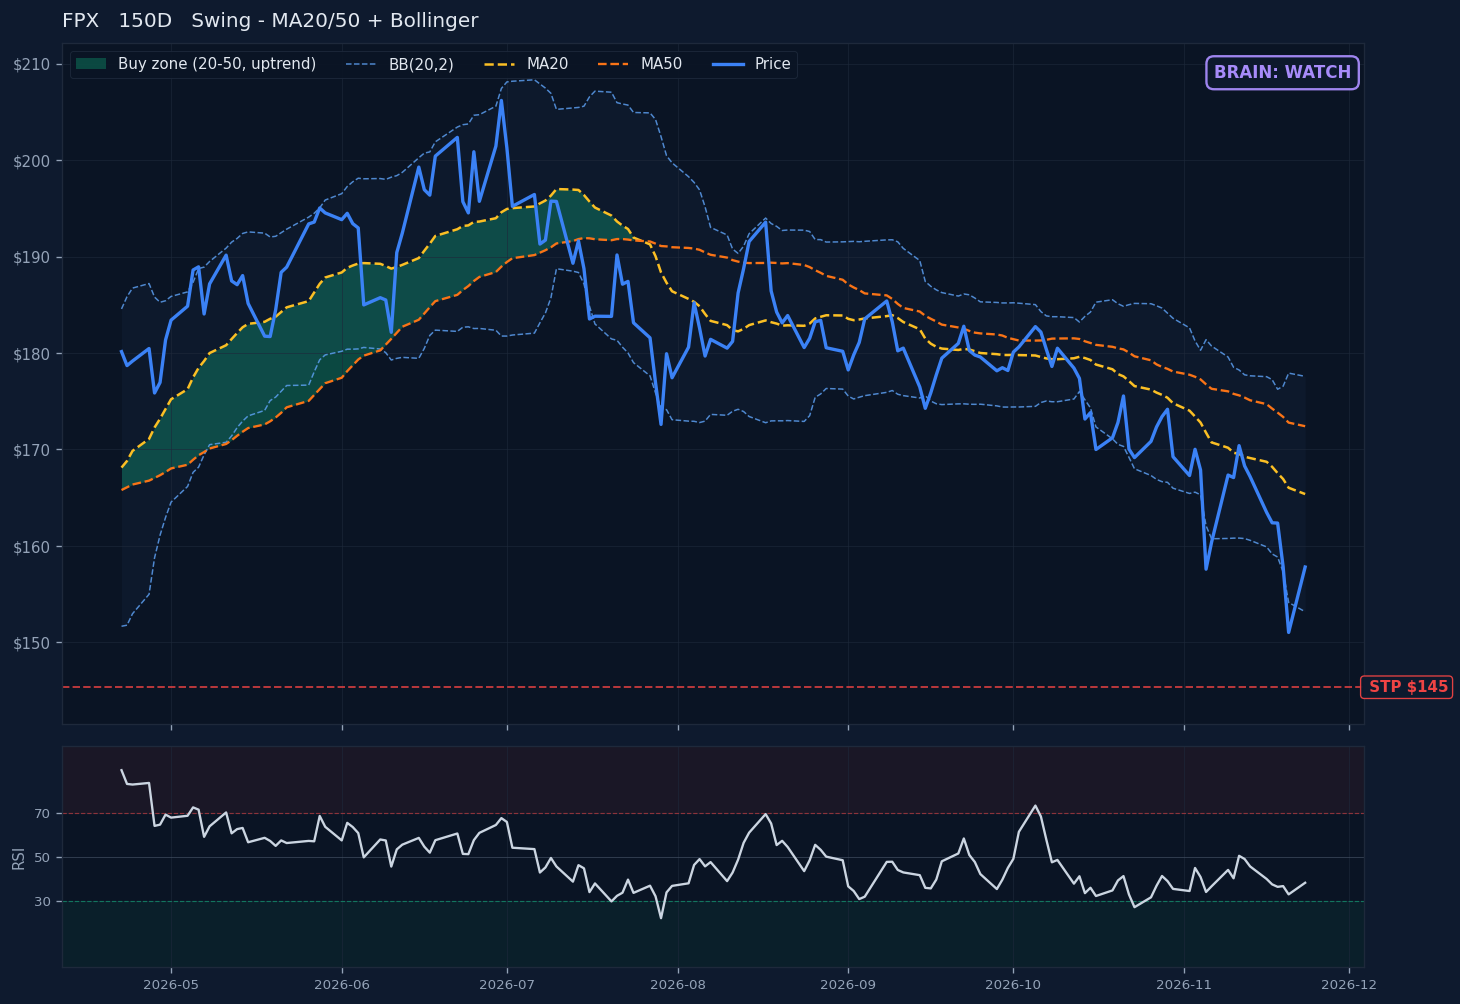 FPX 150D Swing - MA20/50 + Bollinger
Buy zone (20-50, uptrend) BB(20,2) MA20 MA50 Price
BRAIN: WATCH
$210
$200
$190
$180
$170
$160
$150
STP $145
RSI
70
50
30
2026-05 2026-06 2026-07 2026-08 2026-09 2026-10 2026-11 2026-12